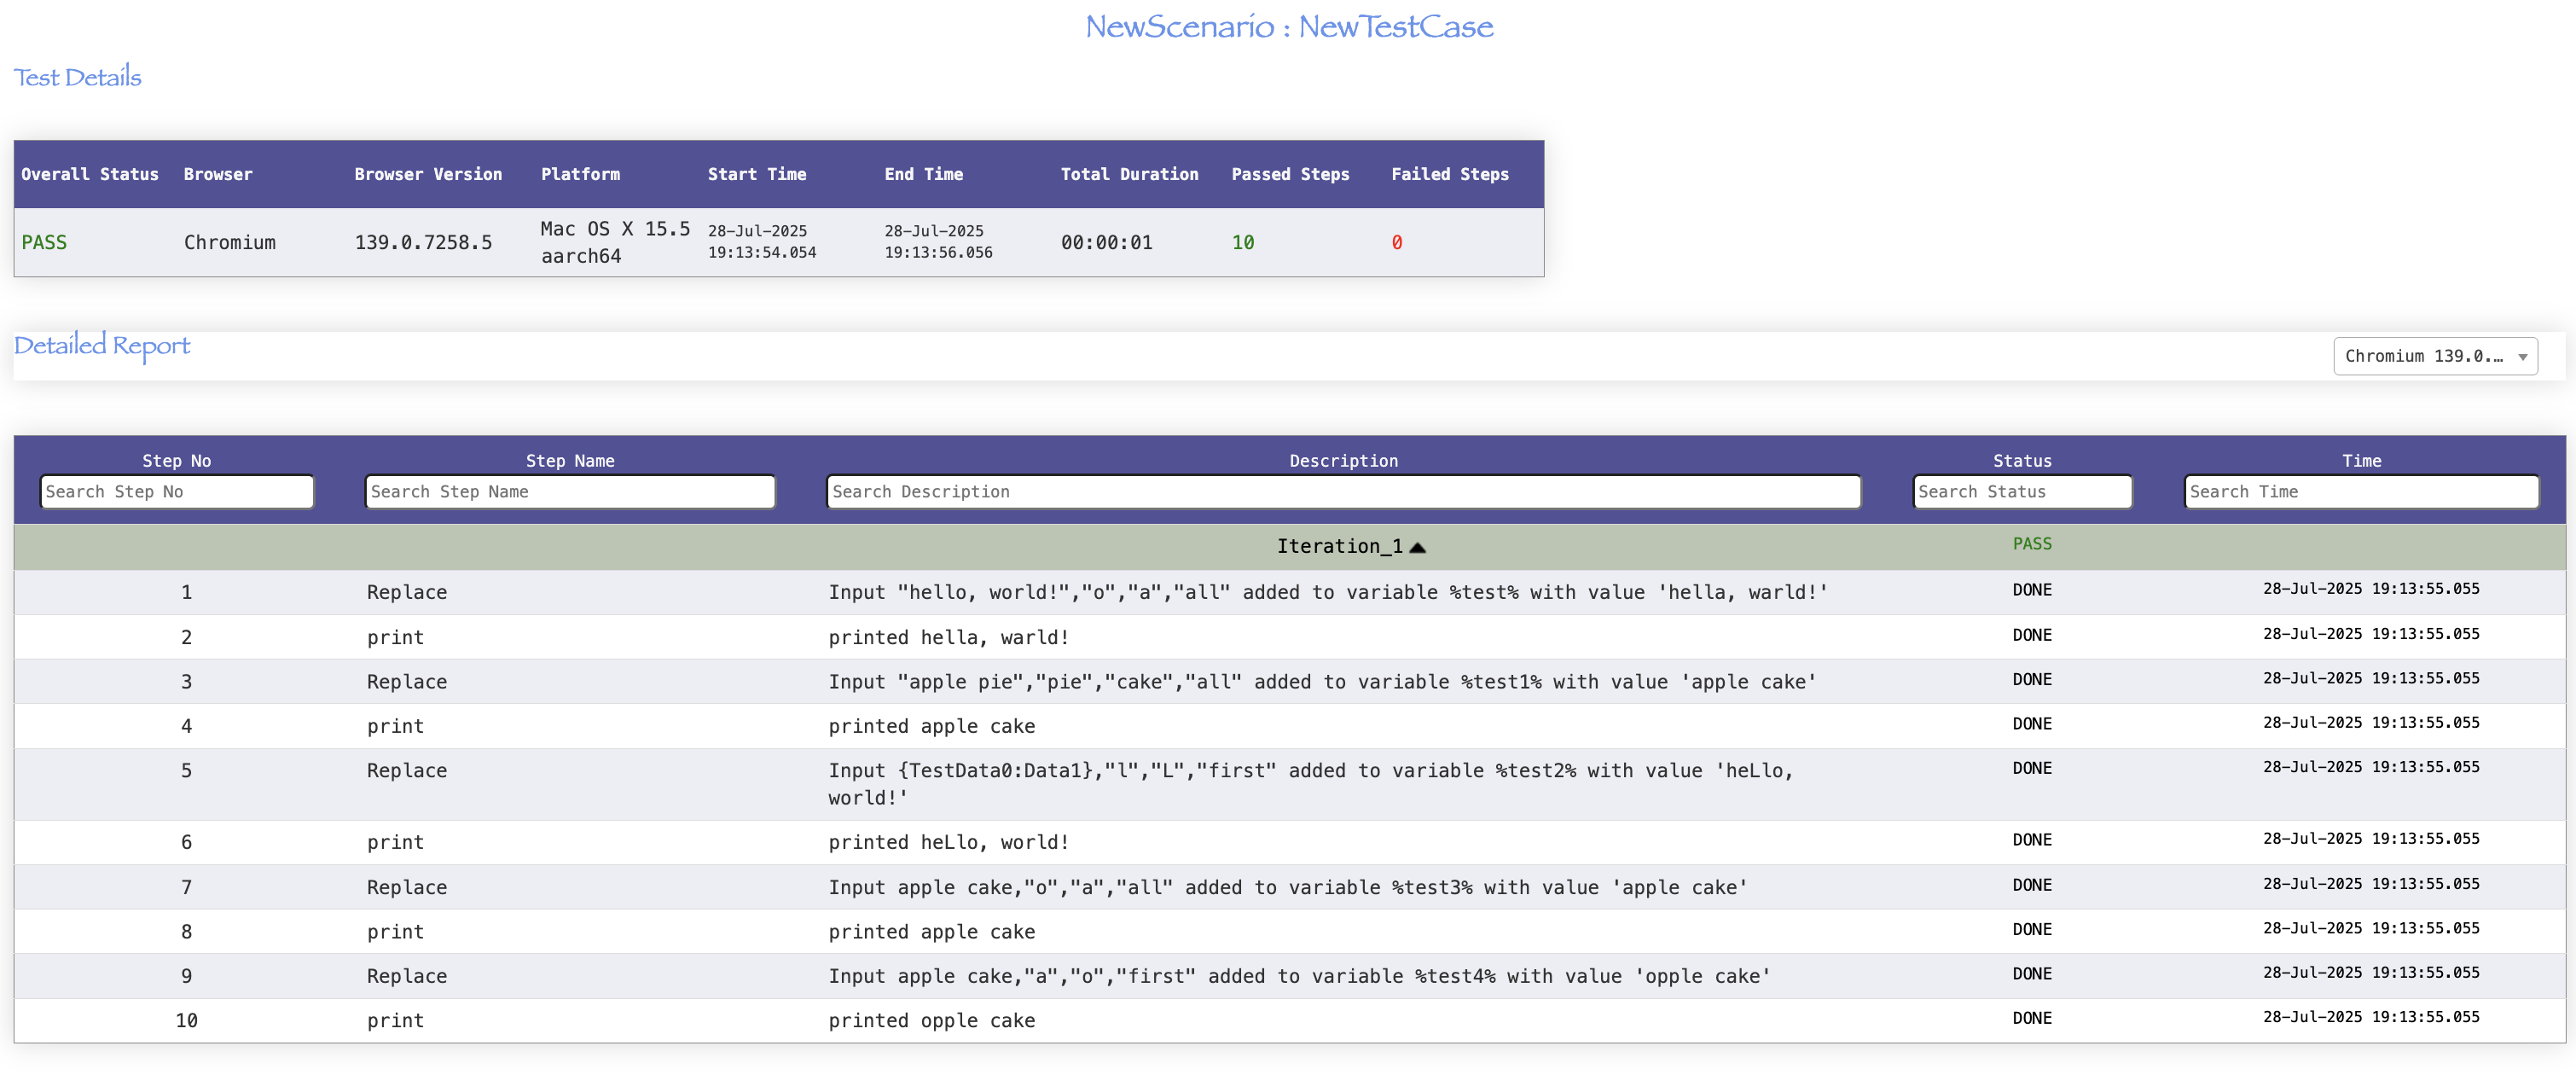 NewScenario : NewTestCase
Test Details
Overall Status Browser Browser Version Platform Start Time End Time Total Duration Passed Steps Failed Steps
PASS Chromium 139.0.7258.5 Mac OS X 15.5 aarch64 28-Jul-2025 19:13:54.054 28-Jul-2025 19:13:56.056 00:00:01 10 0
Detailed Report Chromium 139.0....
Step No Step Name Description Status Time
Search Step No Search Step Name Search Description Search Status Search Time
Iteration_1 PASS
1 Replace Input "hello, world!","o","a","all" added to variable %test% with value 'hella, warld!' DONE 28-Jul-2025 19:13:55.055
2 print printed hella, warld! DONE 28-Jul-2025 19:13:55.055
3 Replace Input "apple pie","pie","cake","all" added to variable %test1% with value 'apple cake' DONE 28-Jul-2025 19:13:55.055
4 print printed apple cake DONE 28-Jul-2025 19:13:55.055
5 Replace Input {TestData0:Data1},"l","L","first" added to variable %test2% with value 'heLlo, DONE 28-Jul-2025 19:13:55.055
world!'
6 print printed heLlo, world! DONE 28-Jul-2025 19:13:55.055
7 Replace Input apple cake,"o","a","all" added to variable %test3% with value 'apple cake' DONE 28-Jul-2025 19:13:55.055
8 print printed apple cake DONE 28-Jul-2025 19:13:55.055
9 Replace Input apple cake,"a","o","first" added to variable %test4% with value 'opple cake' DONE 28-Jul-2025 19:13:55.055
10 print printed opple cake DONE 28-Jul-2025 19:13:55.055